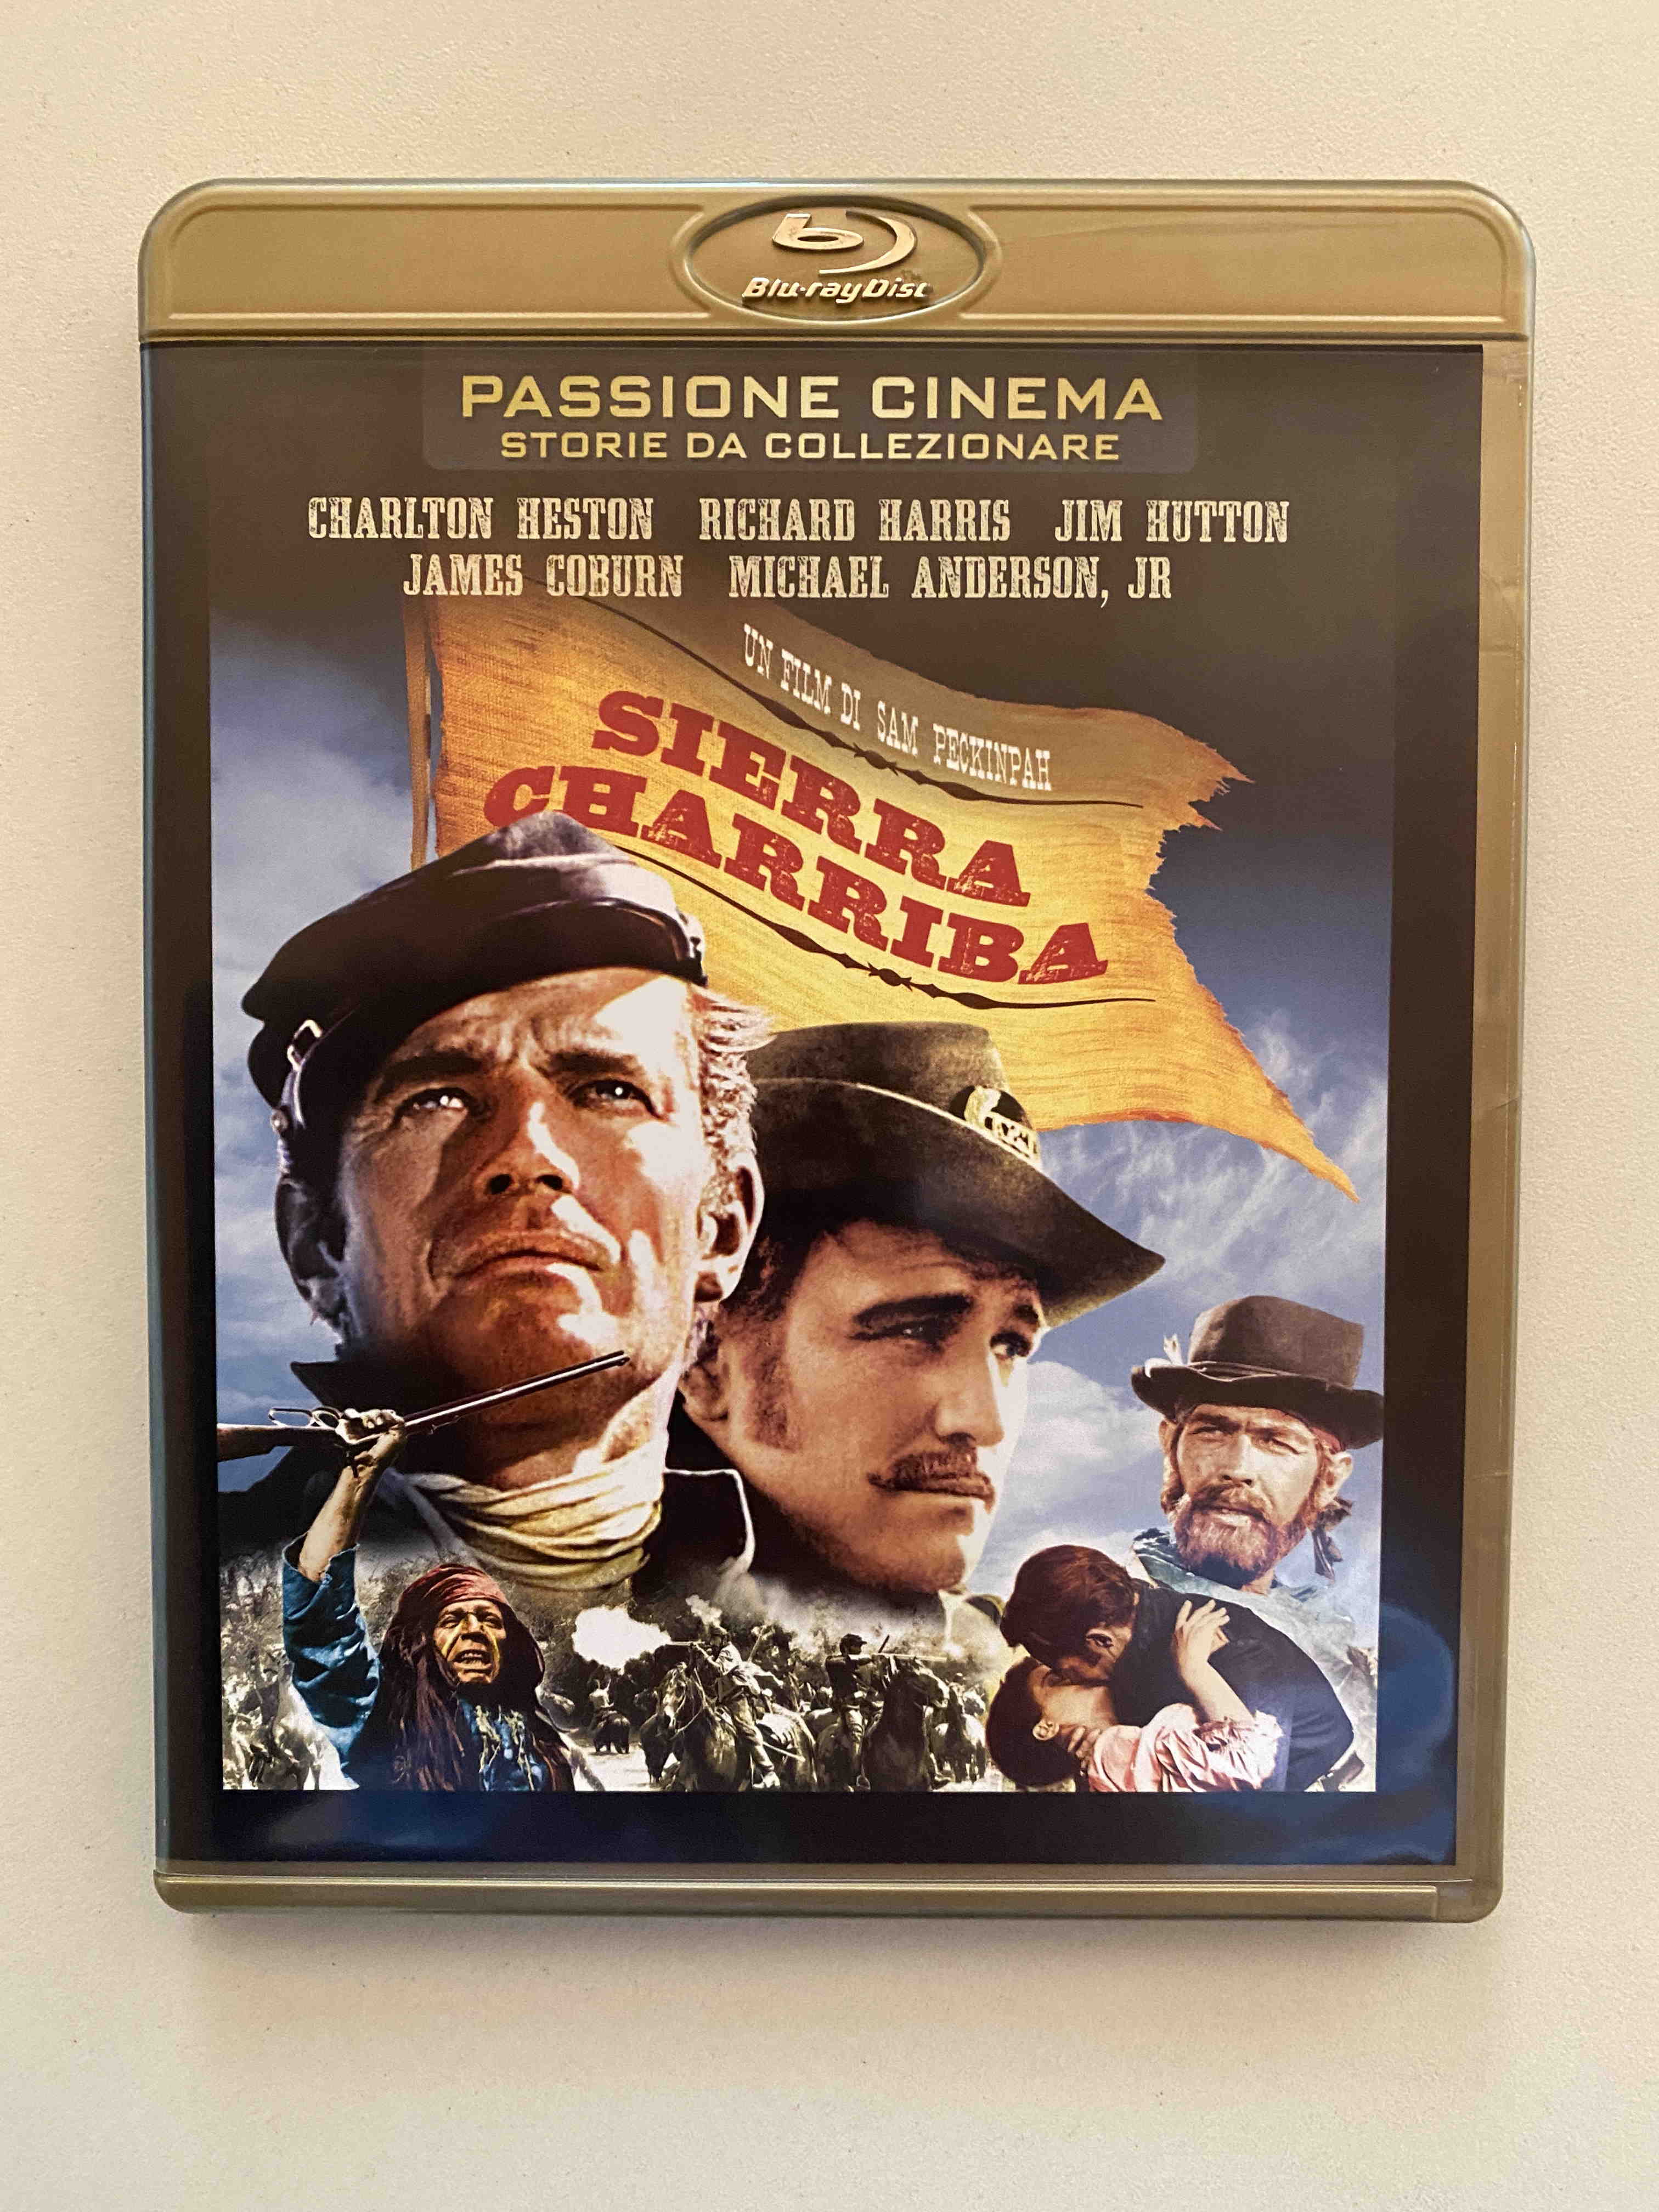 Blu-ray Disc
PASSIONE CINEMA
STORIE DA COLLEZIONARE
CHARLTON HESTON RICHARD HARRIS JIM HUTTON
JAMES COBURN MICHAEL ANDERSON, JR
UN FILM DI SAM PECKINPAH
SIERRA
CHARRIBA